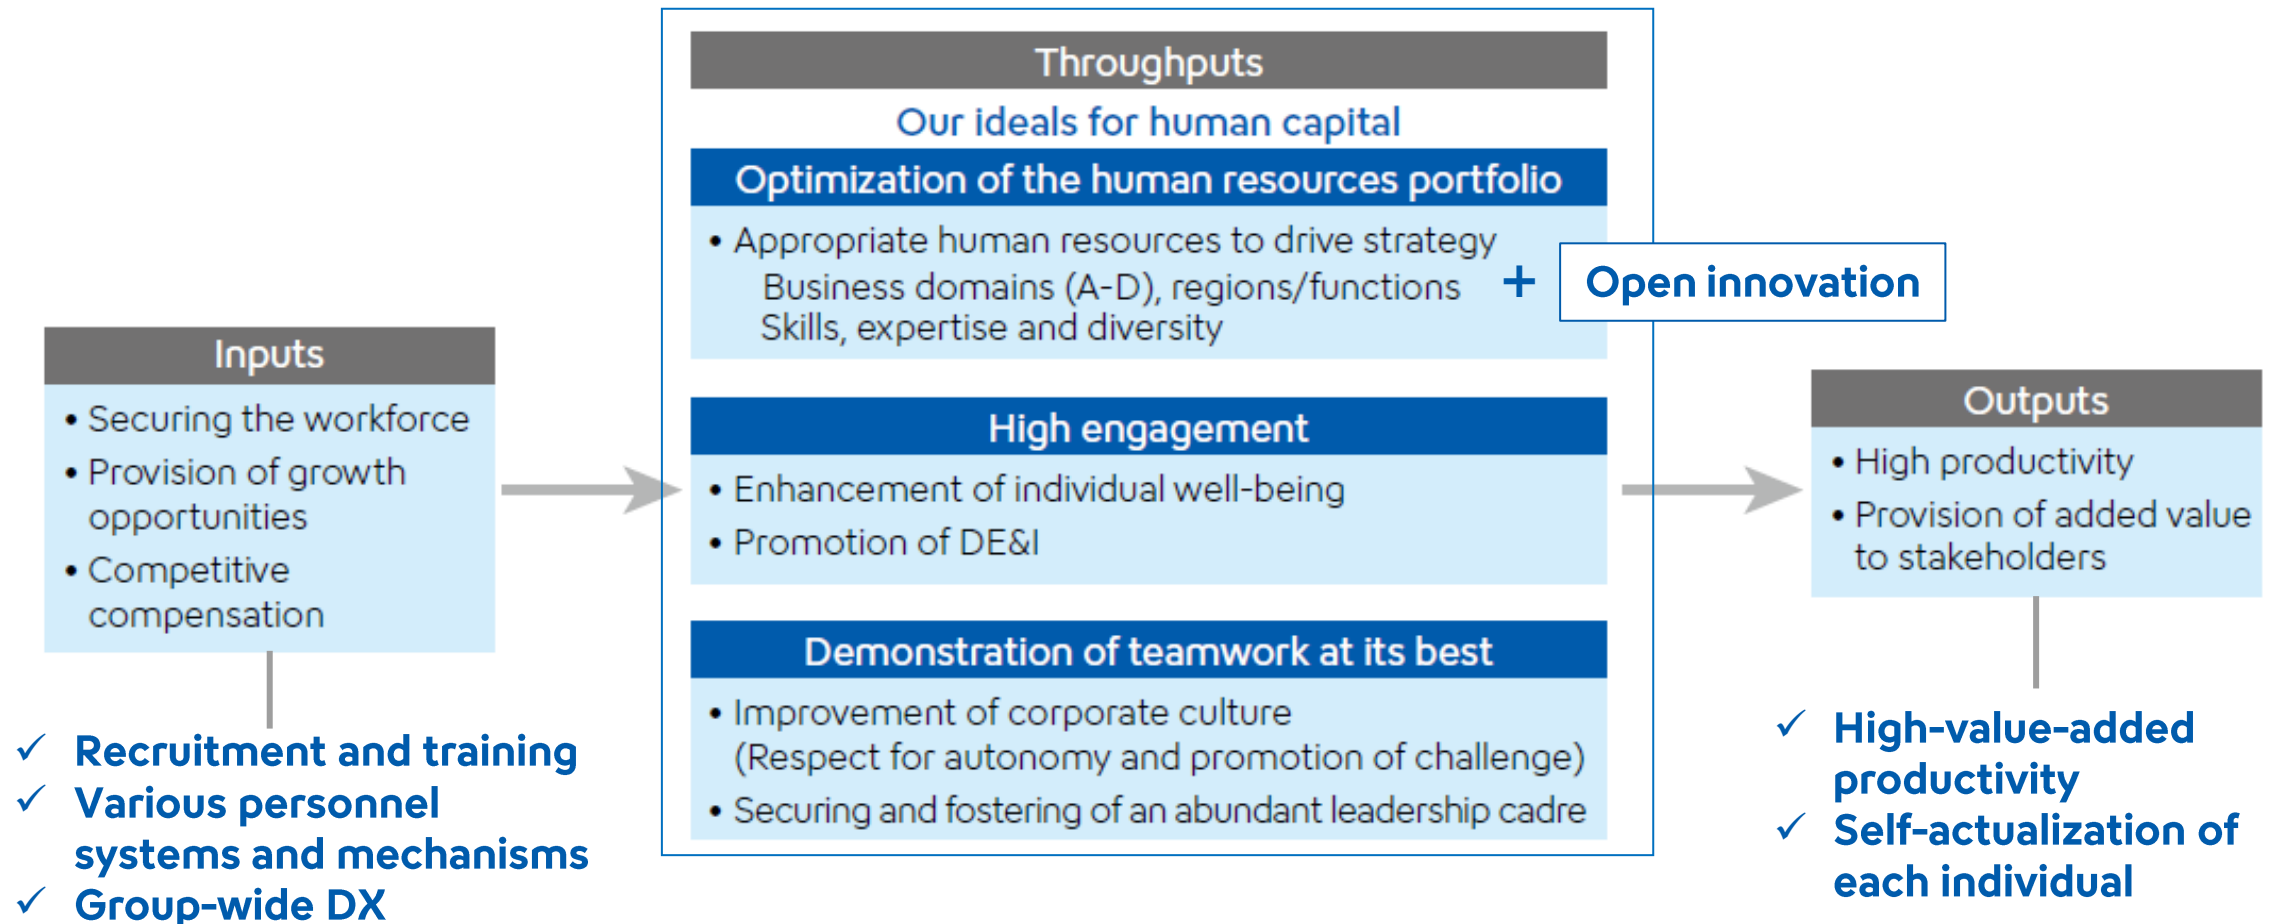 Inputs
• Securing the workforce
• Provision of growth
opportunities
• Competitive
compensation
✓ Recruitment and training
✓ Various personnel
systems and mechanisms
✓ Group-wide DX
Throughputs
Our ideals for human capital
Optimization of the human resources portfolio
• Appropriate human resources to drive strategy
Business domains (A-D), regions/functions
Skills, expertise and diversity
+ Open innovation
High engagement
• Enhancement of individual well-being
• Promotion of DE&I
Demonstration of teamwork at its best
• Improvement of corporate culture
(Respect for autonomy and promotion of challenge)
• Securing and fostering of an abundant leadership cadre
Outputs
• High productivity
• Provision of added value
to stakeholders
✓ High-value-added
productivity
✓ Self-actualization of
each individual